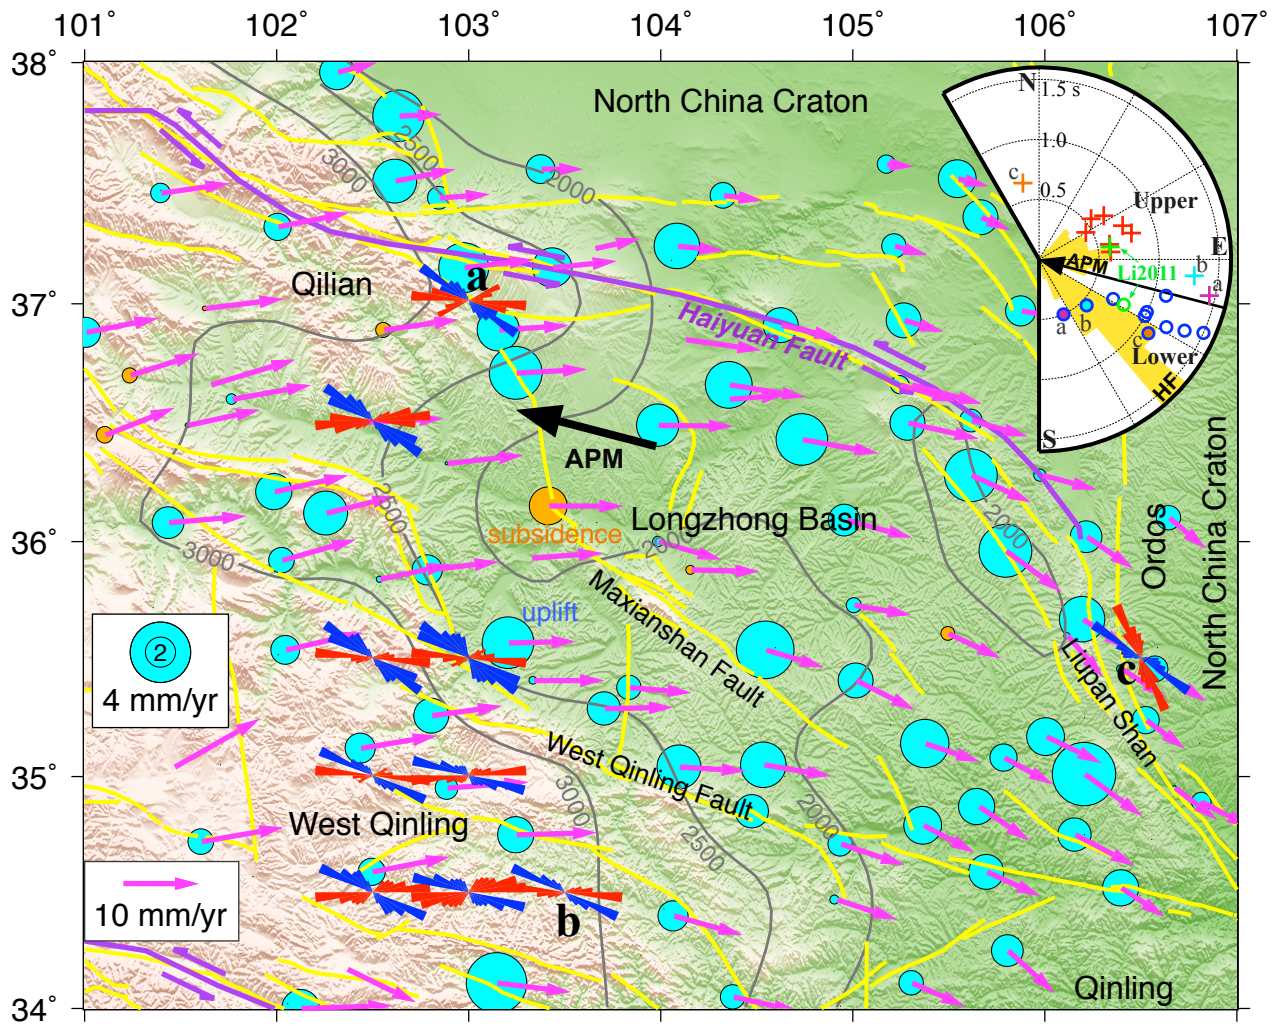 101° 102° 103° 104° 105° 106° 107°
38°
37°
36°
35°
34°
North China Craton
N
1.5 s
1.0
0.5
c
Upper
E
APM
Li2011
b
a
a
b
c
Lower
HF
S
2500
3000
2000
Qilian
a
Haiyuan Fault
APM
Longzhong Basin
subsidence
2000
2500
3000
2000
Ordos
North China Craton
uplift
Maxianshan Fault
2
4 mm/yr
Liupan Shan
c
West Qinling Fault
3000
2500
2000
West Qinling
10 mm/yr
b
Qinling